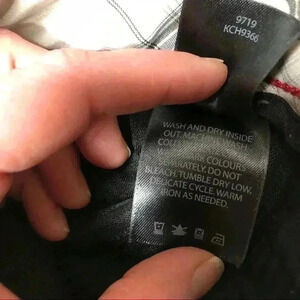 9719
KCH9366
WASH AND DRY INSIDE
OUT. MACHINE WASH
COLD COLOURS
SEPARATELY. DO NOT
BLEACH. TUMBLE DRY LOW.
DELICATE CYCLE. WARM
IRON AS NEEDED.